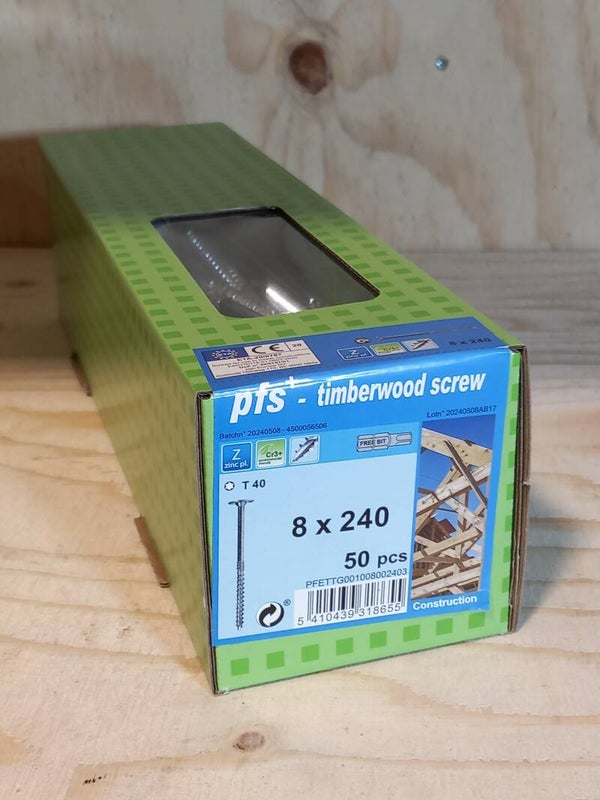 CE 20
8 x 240
pfs+ - timberwood screw
Batchn° 20240508 - 4500056506
Lotn° 20240508AB17
Z
zinc pl.
Cr3+
FREE BIT
T 40
8 x 240
50 pcs
PFETTG001008002403
5 410439 318655
Construction